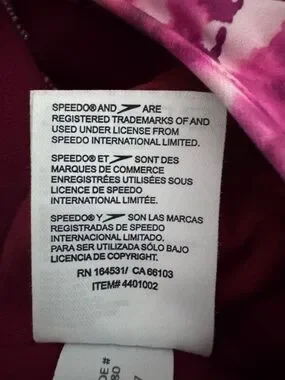 SPEEDO® AND ARE
REGISTERED TRADEMARKS OF AND
USED UNDER LICENSE FROM
SPEEDO INTERNATIONAL LIMITED.
SPEEDO® ET SONT DES
MARQUES DE COMMERCE
ENREGISTRÉES UTILISÉES SOUS
LICENCE DE SPEEDO
INTERNATIONAL LIMITÉE.
SPEEDO® Y SON LAS MARCAS
REGISTRADAS DE SPEEDO
INTERNACIONAL LIMITADO.
PARA SER UTILIZADA SÓLO BAJO
LICENCIA DE COPYRIGHT.
RN 164531/ CA 66103
ITEM# 4401002